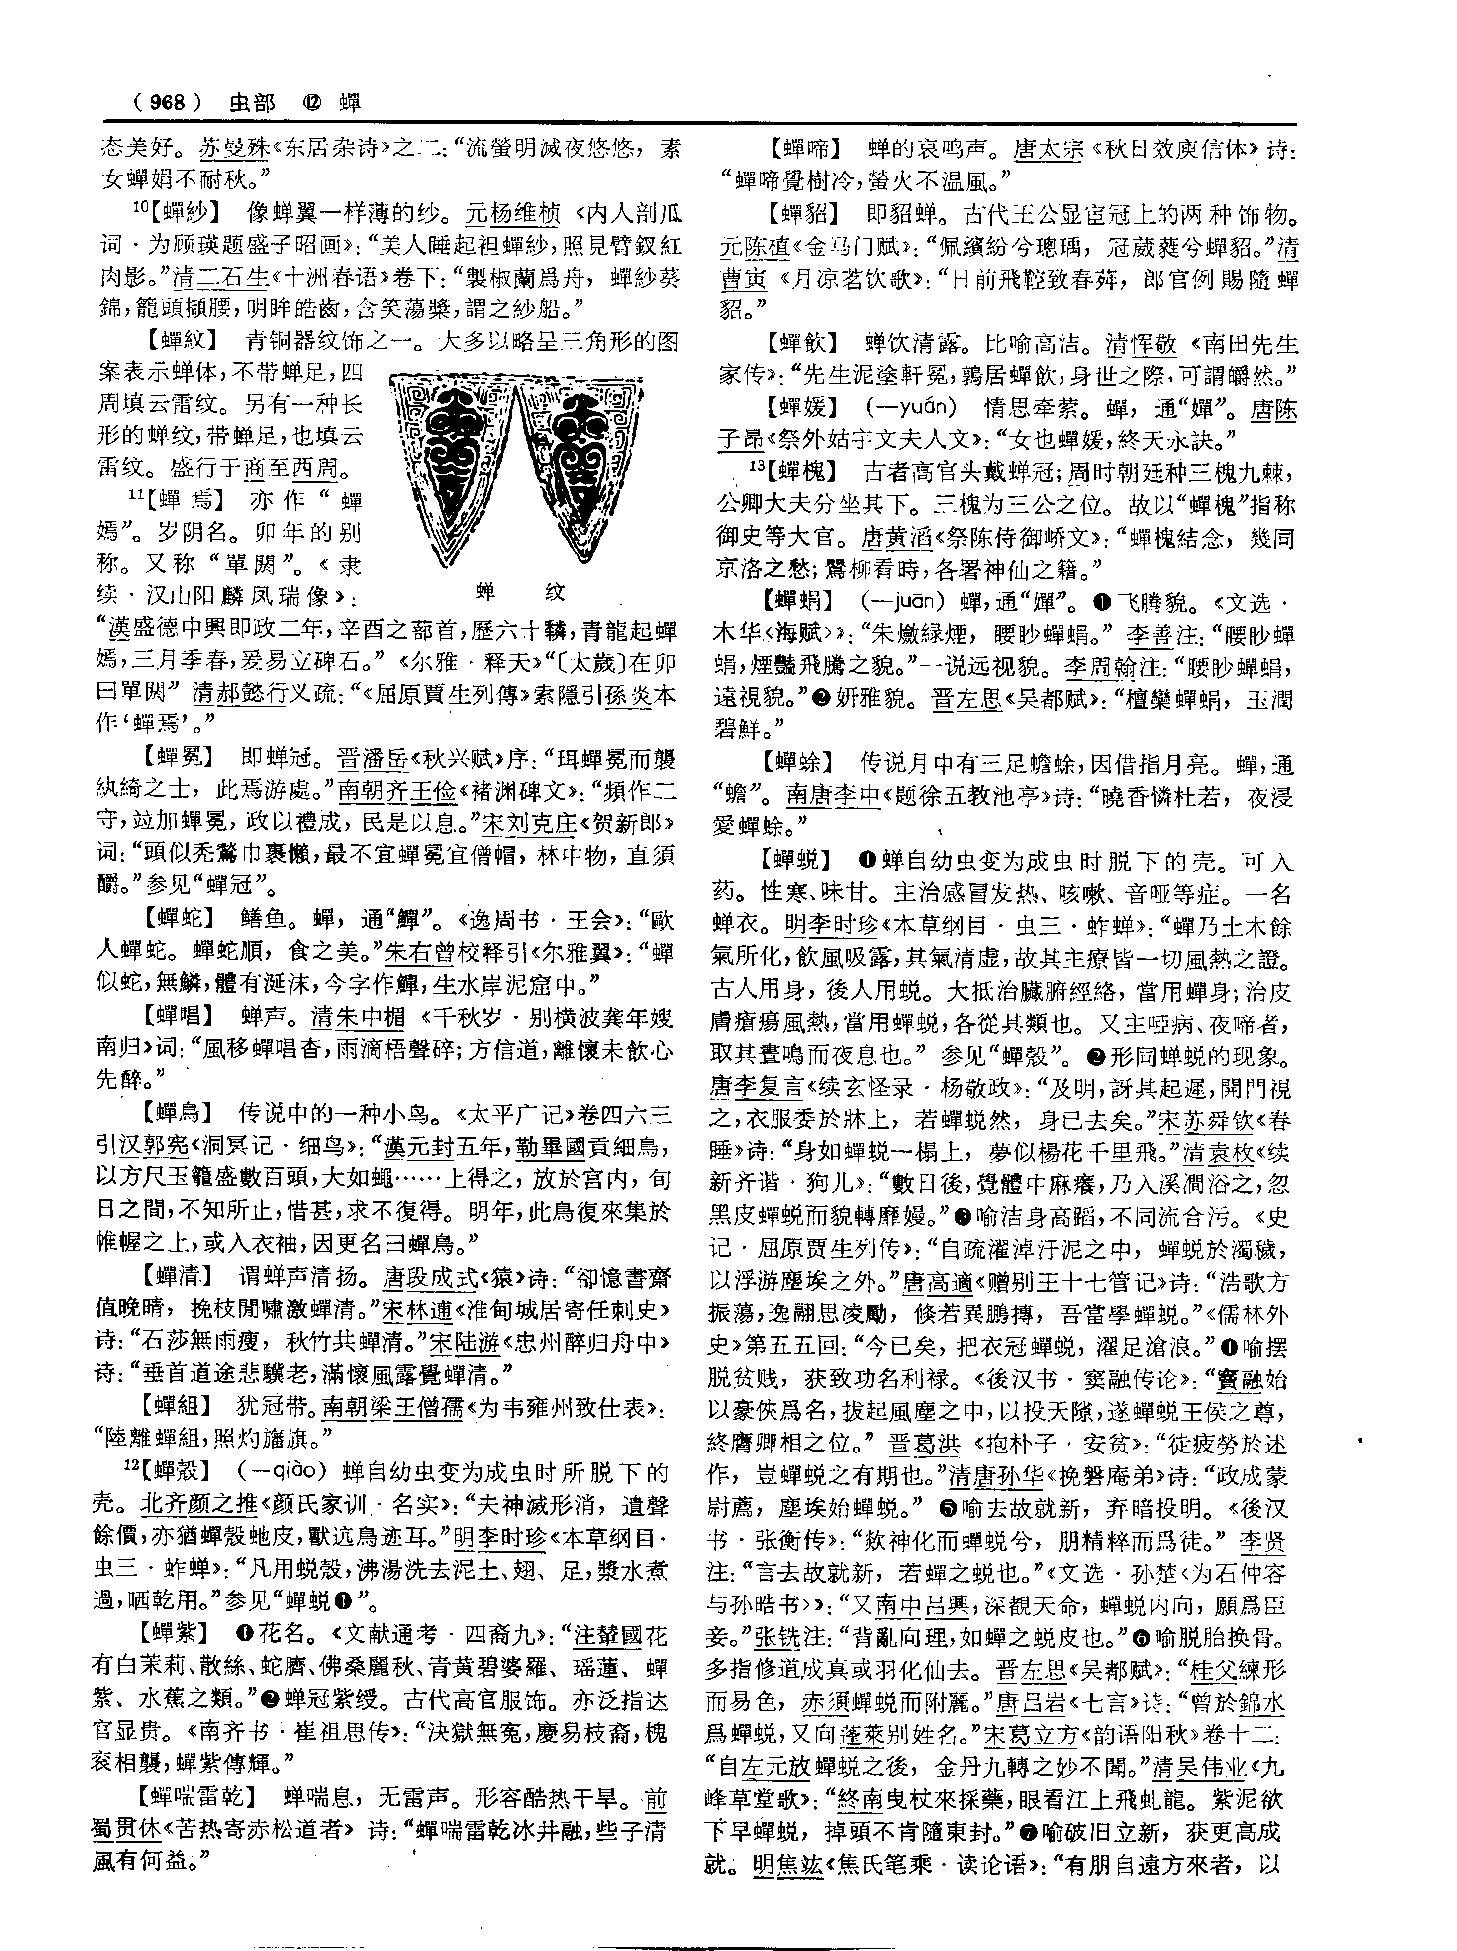 （968） 虫部 ⑫ 蟬
态美好。苏曼殊《东居杂诗》之二：“流螢明滅夜悠悠，素
女蟬娟不耐秋。”
10【蟬紗】 像蝉翼一样薄的纱。元杨维桢《内人剖瓜
词·为顾瑛题盛子昭画》：“美人睡起袒蟬紗，照見臂釵紅
肉影。”清二石生《十洲春语》卷下：“製椒蘭爲舟，蟬紗葵
錦，籠頭擷腰，明眸皓齒，含笑蕩槳，謂之紗船。”
【蟬紋】 青铜器纹饰之一。大多以略呈三角形的图
案表示蝉体，不带蝉足，四
周填云雷纹。另有一种长
形的蝉纹，带蝉足，也填云
雷纹。盛行于商至西周。
11【蟬焉】 亦作“蟬
嫣”。岁阴名。卯年的别
称。又称“單閼”。《隶
续·汉山阳麟凤瑞像》：
蝉 纹
“漢盛德中興即政二年，辛酉之蔀首，歷六十驎，青龍起蟬
嫣，三月季春，爰易立碑石。”《尔雅·释天》“〔太歲〕在卯
曰單閼”清郝懿行义疏：“《屈原賈生列傳》索隱引孫炎本
作‘蟬焉’。”
【蟬冕】 即蝉冠。晋潘岳《秋兴赋》序：“珥蟬冕而襲
紈綺之士，此焉游處。”南朝齐王俭《褚渊碑文》：“頻作二
守，竝加蟬冕，政以禮成，民是以息。”宋刘克庄《贺新郎》
词：“頭似禿鶖巾裹懶，最不宜蟬冕宜僧帽，林中物，直須
釂。”参见“蟬冠”。
【蟬蛇】 鳝鱼。蟬，通“鱓”。《逸周书·王会》：“歐
人蟬蛇。蟬蛇順，食之美。”朱右曾校释引《尔雅翼》：“蟬
似蛇，無鱗，體有涎沫，今字作鱓，生水岸泥窟中。”
【蟬唱】 蝉声。清朱中楣《千秋岁·别横波龚年嫂
南归》词：“風移蟬唱杳，雨滴梧聲碎；方信道，離懷未飲心
先醉。”
【蟬鳥】 传说中的一种小鸟。《太平广记》卷四六三
引汉郭宪《洞冥记·细鸟》：“漢元封五年，勒畢國貢細鳥，
以方尺玉籠盛數百頭，大如蠅……上得之，放於宫内，旬
日之間，不知所止，惜甚，求不復得。明年，此鳥復來集於
帷幄之上，或入衣袖，因更名曰蟬鳥。”
【蟬清】 谓蝉声清扬。唐段成式《猿》诗：“卻憶書齋
值晚晴，挽枝閒嘯激蟬清。”宋林逋《淮甸城居寄任刺史》
诗：“石莎無雨瘦，秋竹共蟬清。”宋陆游《忠州醉归舟中》
诗：“垂首道途悲驥老，滿懷風露覺蟬清。”
【蟬組】 犹冠带。南朝梁王僧孺《为韦雍州致仕表》：
“陸離蟬組，照灼旛旗。”
12【蟬殼】 （—qiào）蝉自幼虫变为成虫时所脱下的
壳。北齐颜之推《颜氏家训·名实》：“夫神滅形消，遺聲
餘價，亦猶蟬殼虵皮，獸迒鳥迹耳。”明李时珍《本草纲目·
虫三·蚱蝉》：“凡用蜕殼，沸湯洗去泥土、翅、足，漿水煮
過，晒乾用。”参见“蟬蜕❶”。
【蟬紫】 ❶花名。《文献通考·四裔九》：“注輦國花
有白茉莉、散絲、蛇臍、佛桑麗秋、青黄碧婆羅、瑶蓮、蟬
紫、水蕉之類。”❷蝉冠紫绶。古代高官服饰。亦泛指达
官显贵。《南齐书·崔祖思传》：“決獄無冤，慶易枝裔，槐
衮相襲，蟬紫傳輝。”
【蟬喘雷乾】 蝉喘息，无雷声。形容酷热干旱。前
蜀贯休《苦热寄赤松道者》诗：“蟬喘雷乾冰井融，些子清
風有何益。”
【蟬啼】 蝉的哀鸣声。唐太宗《秋日效庾信体》诗：
“蟬啼覺樹冷，螢火不温風。”
【蟬貂】 即貂蝉。古代王公显宦冠上的两种饰物。
元陈植《金马门赋》：“佩繽紛兮璁瑀，冠葳蕤兮蟬貂。”清
曹寅《月凉茗饮歌》：“日前飛鞚致春荈，郎官例賜隨蟬
貂。”
【蟬飲】 蝉饮清露。比喻高洁。清恽敬《南田先生
家传》：“先生泥塗軒冕，鶉居蟬飲，身世之際，可謂皭然。”
【蟬媛】 （—yuán） 情思牵萦。蟬，通“嬋”。唐陈
子昂《祭外姑宇文夫人文》：“女也蟬媛，終天永訣。”
13【蟬槐】 古者高官头戴蝉冠；周时朝廷种三槐九棘，
公卿大夫分坐其下。三槐为三公之位。故以“蟬槐”指称
御史等大官。唐黄滔《祭陈侍御峤文》：“蟬槐結念，幾同
京洛之愁；鸎柳看時，各署神仙之籍。”
【蟬蜎】 （—juān）蟬，通“嬋”。❶飞腾貌。《文选·
木华〈海赋〉》：“朱燩緑煙，腰眇蟬蜎。”李善注：“腰眇蟬
蜎，煙豔飛騰之貌。”一说远视貌。李周翰注：“腰眇蟬蜎，
遠視貌。”❷妍雅貌。晋左思《吴都赋》：“檀欒蟬蜎，玉潤
碧鮮。”
【蟬蜍】 传说月中有三足蟾蜍，因借指月亮。蟬，通
“蟾”。南唐李中《题徐五教池亭》诗：“曉香憐杜若，夜浸
愛蟬蜍。”
【蟬蜕】 ❶蝉自幼虫变为成虫时脱下的壳。可入
药。性寒、味甘。主治感冒发热、咳嗽、音哑等症。一名
蝉衣。明李时珍《本草纲目·虫三·蚱蝉》：“蟬乃土木餘
氣所化，飲風吸露，其氣清虚，故其主療皆一切風熱之證。
古人用身，後人用蜕。大抵治臟腑經絡，當用蟬身；治皮
膚瘡瘍風熱，當用蟬蜕，各從其類也。又主啞病、夜啼者，
取其晝鳴而夜息也。”参见“蟬殼”。❷形同蝉蜕的现象。
唐李复言《续玄怪录·杨敬政》：“及明，訝其起遲，開門視
之，衣服委於牀上，若蟬蜕然，身已去矣。”宋苏舜钦《春
睡》诗：“身如蟬蜕一榻上，夢似楊花千里飛。”清袁枚《续
新齐谐·狗儿》：“數日後，覺體中麻癢，乃入溪澗浴之，忽
黑皮蟬蜕而貌轉靡嫚。”❸喻洁身高蹈，不同流合污。《史
记·屈原贾生列传》：“自疏濯淖汙泥之中，蟬蜕於濁穢，
以浮游塵埃之外。”唐高適《赠别王十七管记》诗：“浩歌方
振蕩，逸翮思凌勵，倏若異鵬摶，吾當學蟬蜕。”《儒林外
史》第五五回：“今已矣，把衣冠蟬蜕，濯足滄浪。”❹喻摆
脱贫贱，获致功名利禄。《後汉书·窦融传论》：“竇融始
以豪俠爲名，拔起風塵之中，以投天隙，遂蟬蜕王侯之尊，
終膺卿相之位。”晋葛洪《抱朴子·安贫》：“徒疲勞於述
作，豈蟬蜕之有期也。”清唐孙华《挽磐庵弟》诗：“政成蒙
尉薦，塵埃始蟬蜕。”❺喻去故就新，弃暗投明。《後汉
书·张衡传》：“欻神化而蟬蜕兮，朋精粹而爲徒。”李贤
注：“言去故就新，若蟬之蜕也。”《文选·孙楚〈为石仲容
与孙晧书〉》：“又南中吕興，深覩天命，蟬蜕内向，願爲臣
妾。”张铣注：“背亂向理，如蟬之蜕皮也。”❻喻脱胎换骨。
多指修道成真或羽化仙去。晋左思《吴都赋》：“桂父練形
而易色，赤須蟬蜕而附麗。”唐吕岩《七言》诗：“曾於錦水
爲蟬蜕，又向蓬萊别姓名。”宋葛立方《韵语阳秋》卷十二：
“自左元放蟬蜕之後，金丹九轉之妙不聞。”清吴伟业《九
峰草堂歌》：“終南曳杖來採藥，眼看江上飛虬龍。紫泥欲
下早蟬蜕，掉頭不肯隨東封。”❼喻破旧立新，获更高成
就。明焦竑《焦氏笔乘·读论语》：“有朋自遠方來者，以